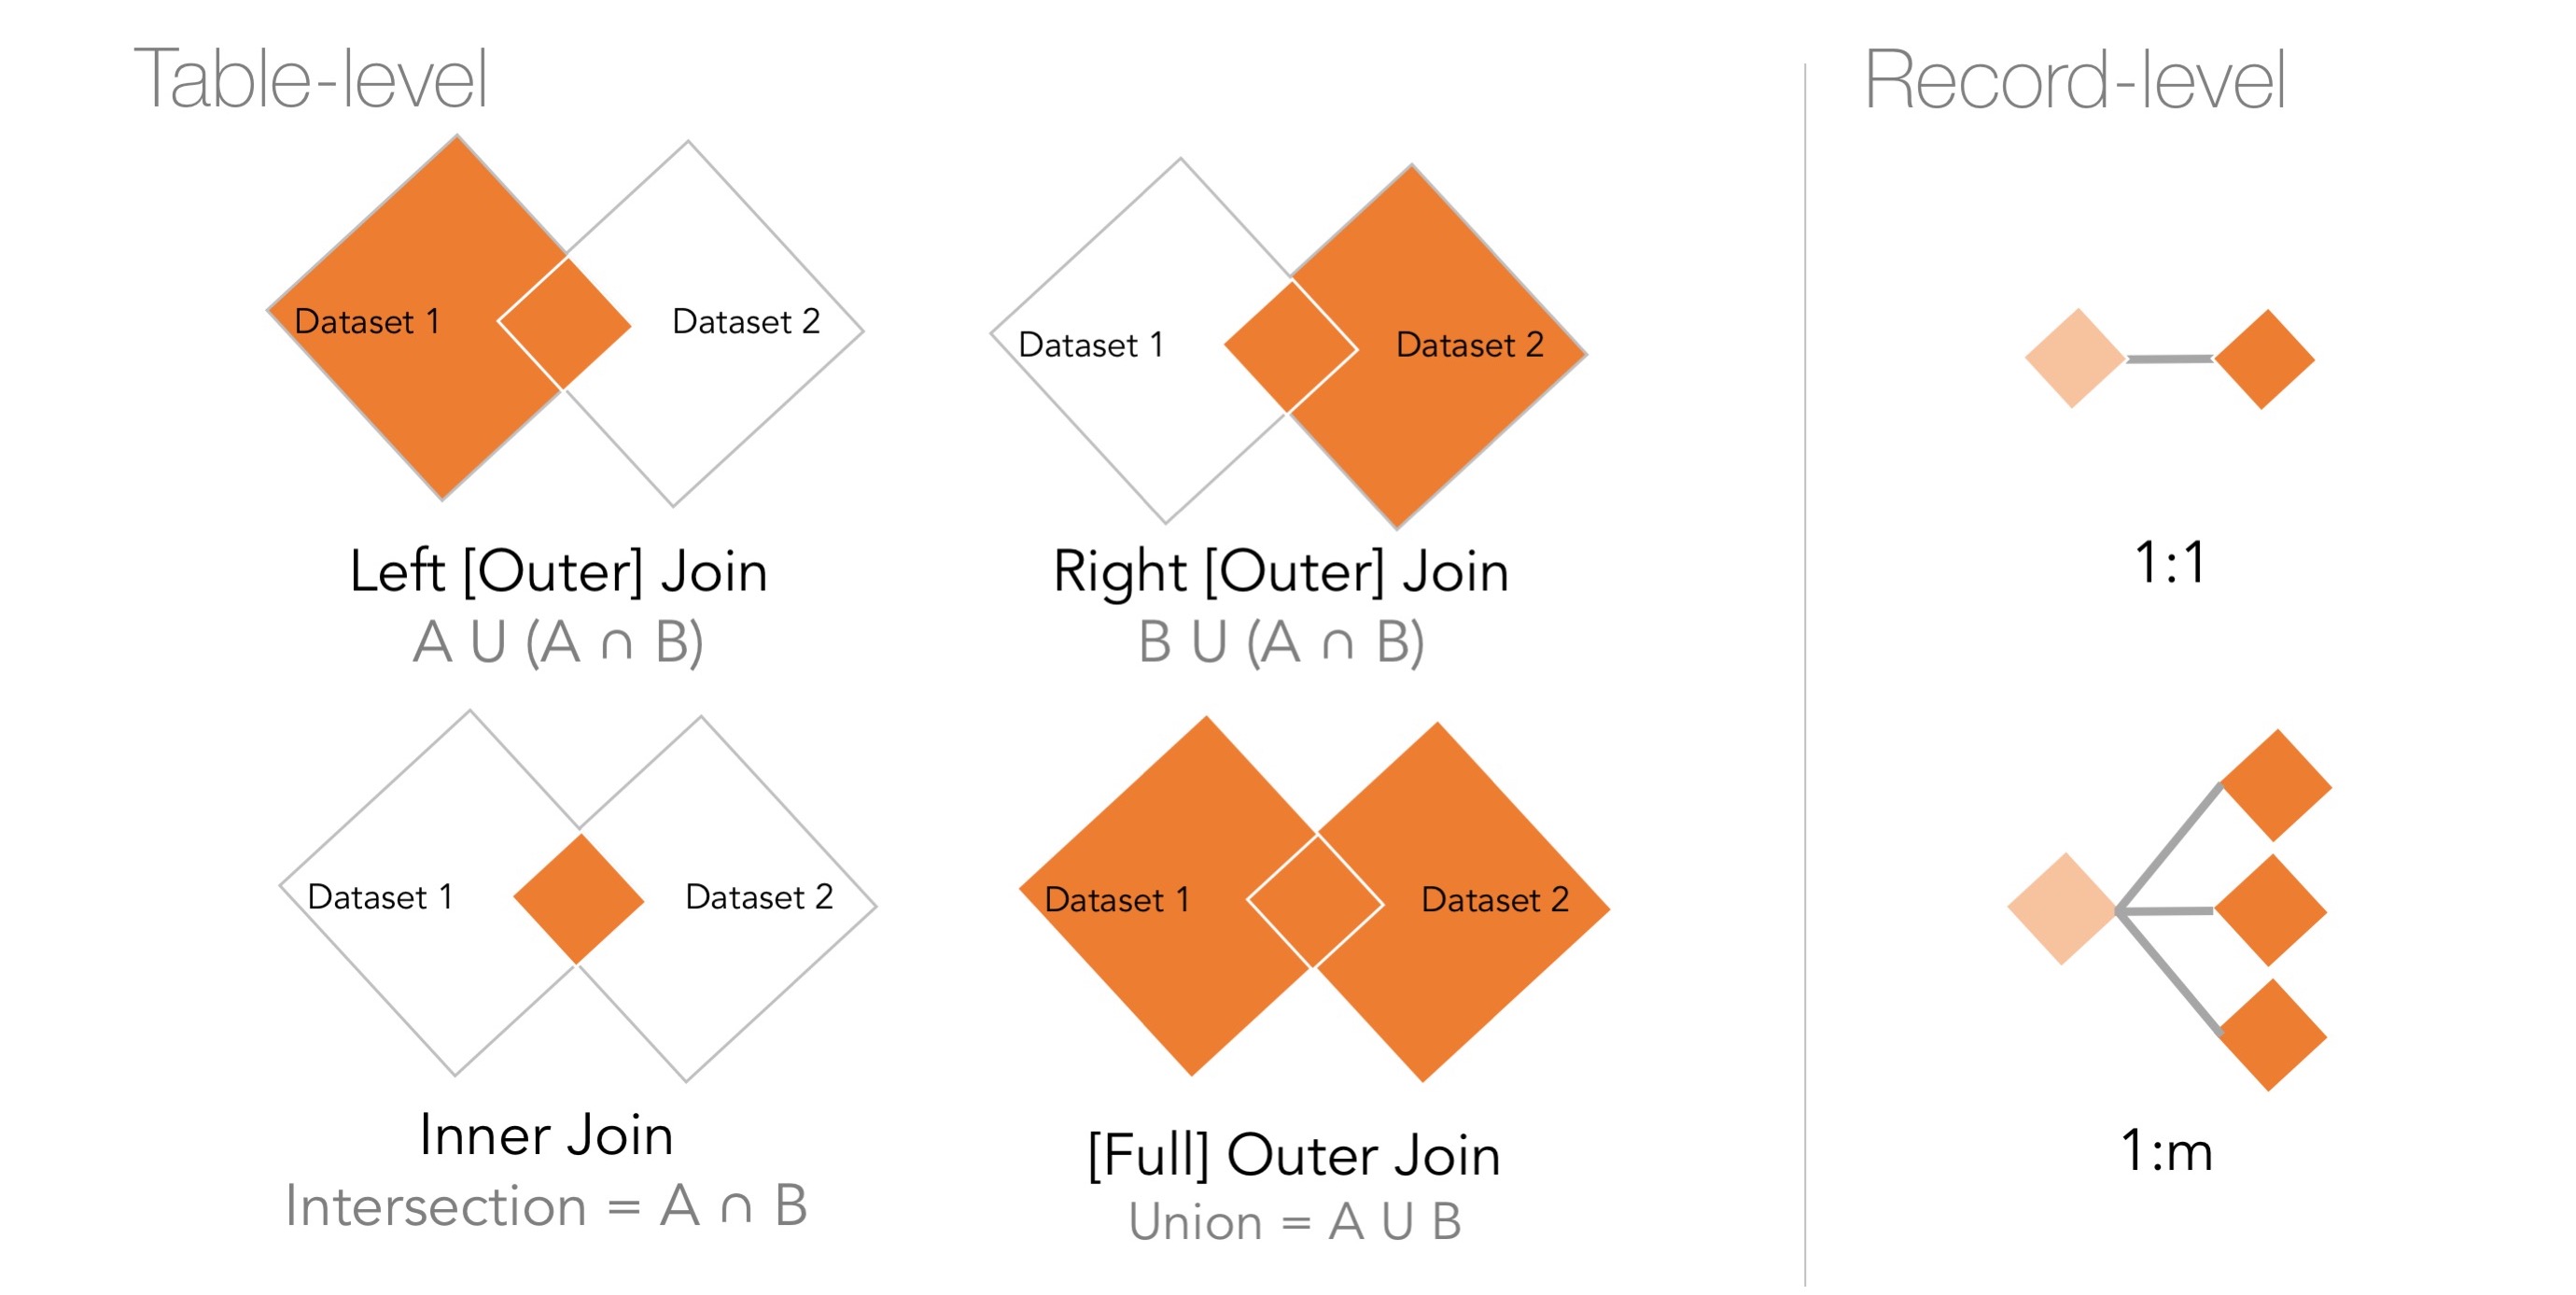 Table-level
Record-level
Dataset 1
Dataset 2
Dataset 1
Dataset 2
Left [Outer] Join
A U (A ∩ B)
Right [Outer] Join
B U (A ∩ B)
1:1
Dataset 1
Dataset 2
Dataset 1
Dataset 2
Inner Join
Intersection = A ∩ B
[Full] Outer Join
Union = A U B
1:m